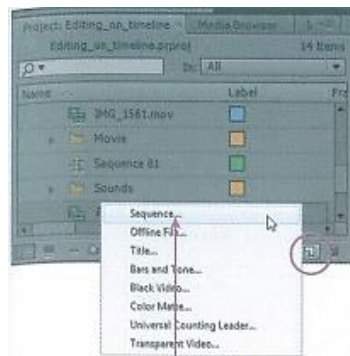 Project: Editing_on_timeline Media Browser
Editing_on_timeline.prproj 14 Items
In: All
Name Label Fra
IMG_1561.mov
Movie
Sequence 01
Sounds
Sequence...
Offline File...
Title...
Bars and Tone...
Black Video...
Color Matte...
Universal Counting Leader...
Transparent Video...